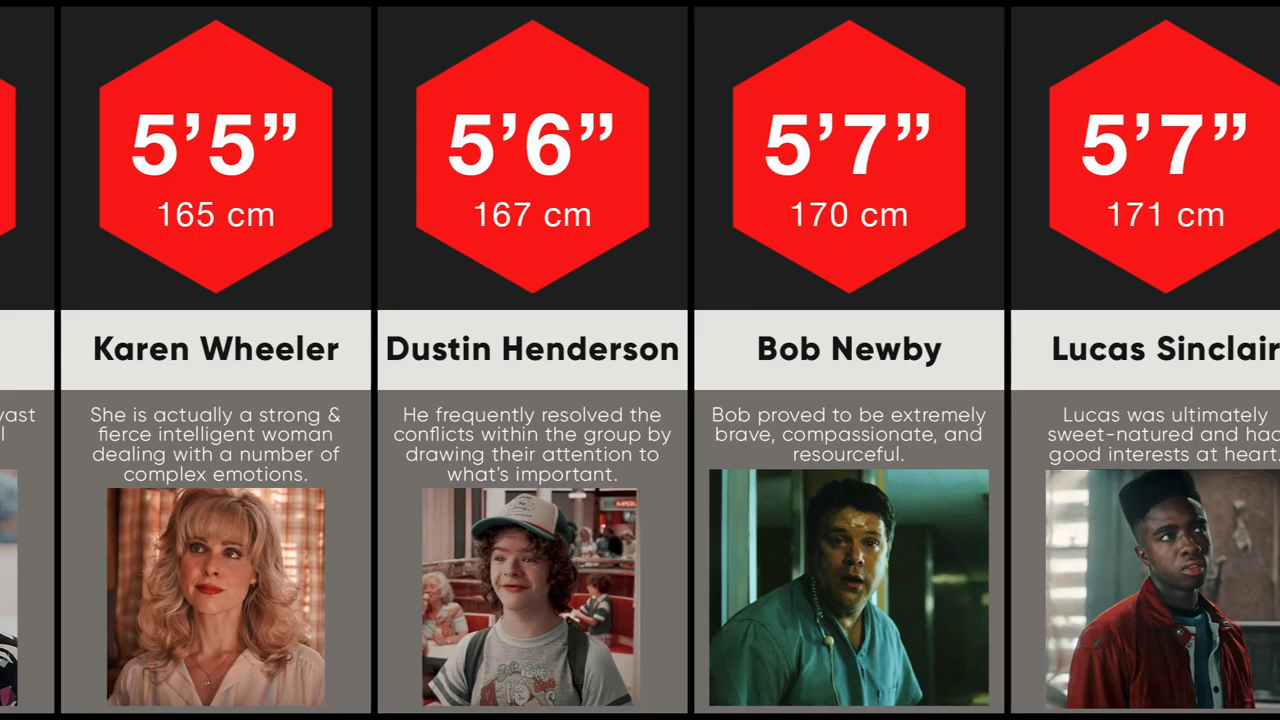 5’5”
165 cm
Karen Wheeler
She is actually a strong &
fierce intelligent woman
dealing with a number of
complex emotions.
5’6”
167 cm
Dustin Henderson
He frequently resolved the
conflicts within the group by
drawing their attention to
what's important.
5’7”
170 cm
Bob Newby
Bob proved to be extremely
brave, compassionate, and
resourceful.
5’7”
171 cm
Lucas Sinclair
Lucas was ultimately
sweet-natured and had
good interests at heart.